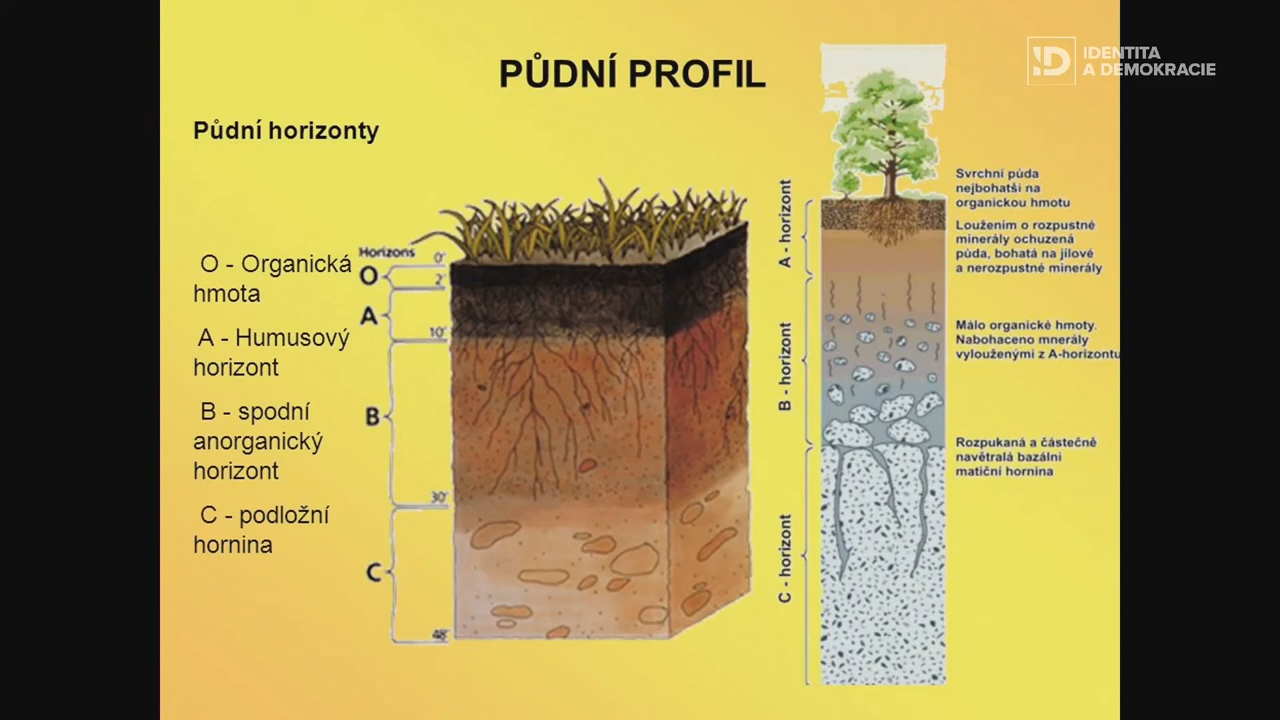 IDENTITA
A DEMOKRACIE
PŮDNÍ PROFIL
Půdní horizonty
O - Organická
hmota
A - Humusový
horizont
B - spodní
anorganický
horizont
C - podložní
hornina
Horizons
0"
O
2"
A
10"
B
30"
C
48"
A - horizont
B - horizont
C - horizont
Svrchní půda
nejbohatší na
organickou hmotu
Loužením o rozpustné
minerály ochuzená
půda, bohatá na jílové
a nerozpustné minerály
Málo organické hmoty.
Nabohaceno mnerály
vylouženými z A-horizontu
Rozpukaná a částečně
navětralá bazální
matiční hornina